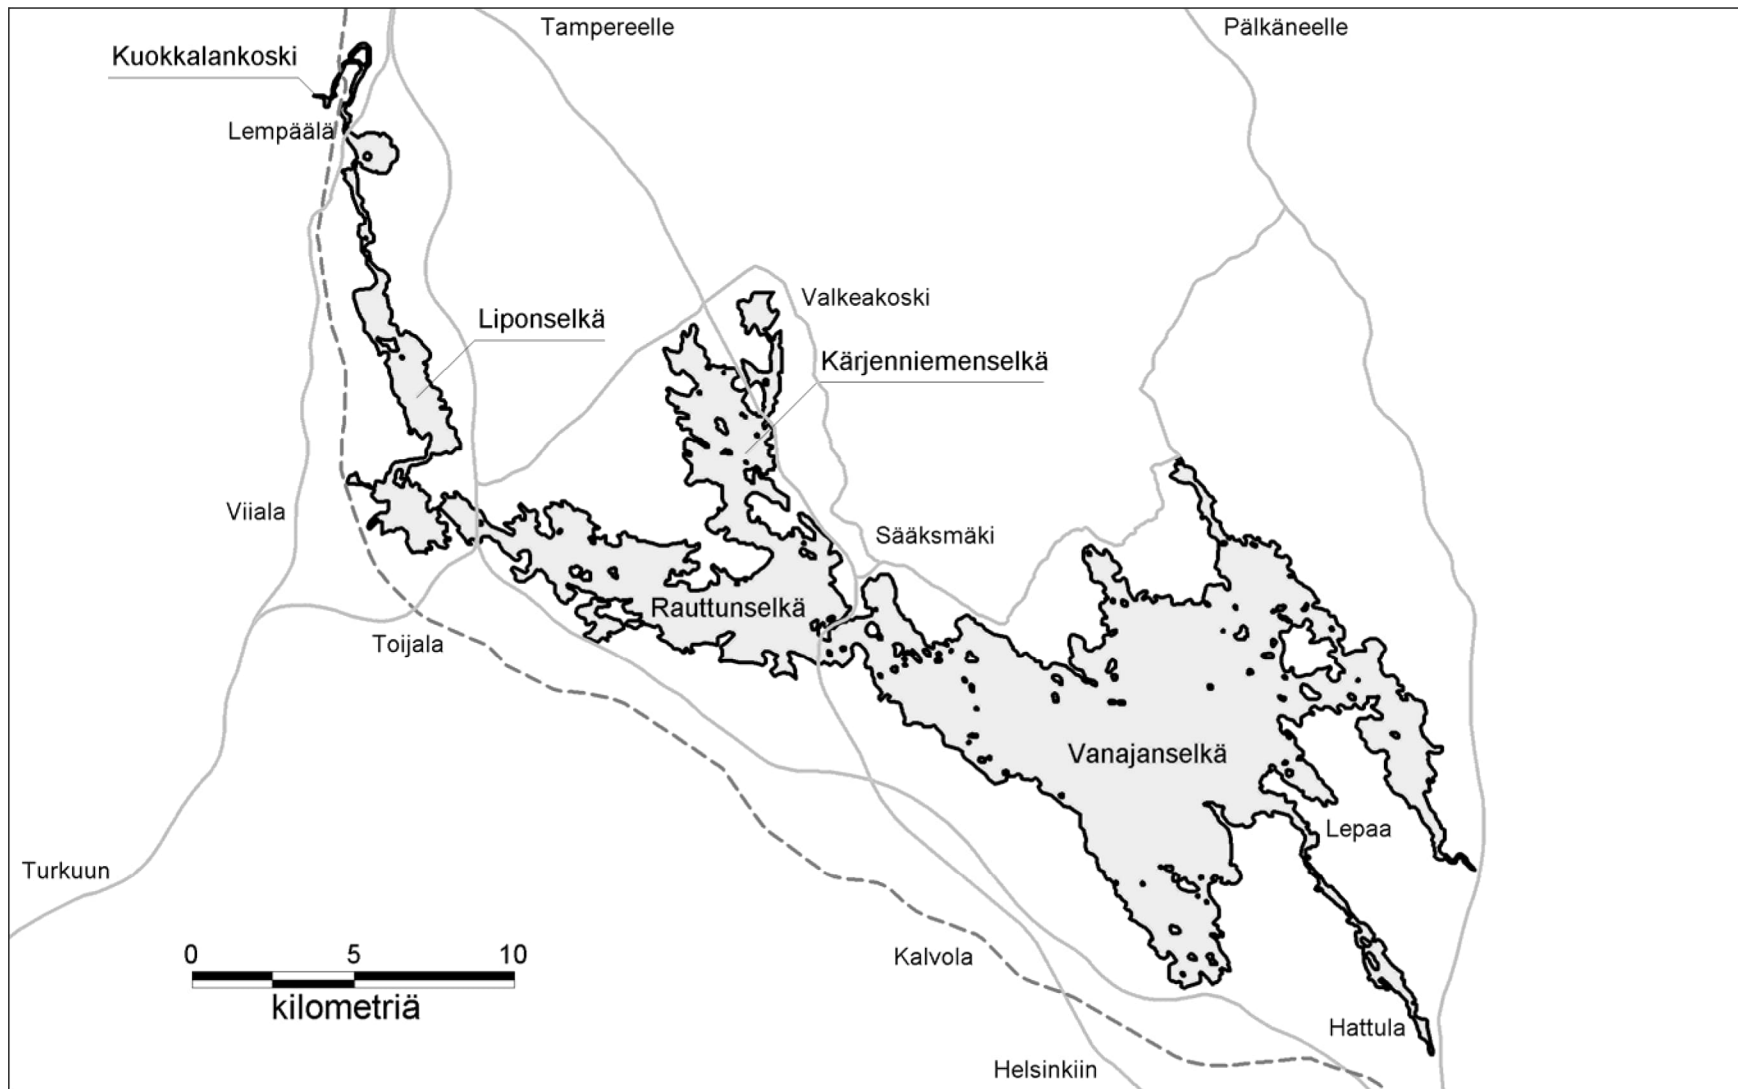 Tampereelle
Pälkäneelle
Kuokkalankoski
Lempäälä
Valkeakoski
Liponselkä
Kärjenniemenselkä
Viiala
Sääksmäki
Rauttunselkä
Toijala
Vanajanselkä
Lepaa
Turkuun
0 5 10
kilometriä
Kalvola
Hattula
Helsinkiin